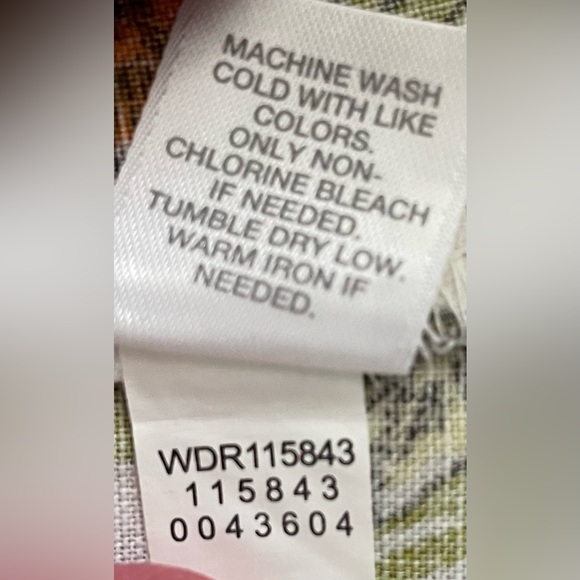 MACHINE WASH
COLD WITH LIKE
COLORS.
ONLY NON-
CHLORINE BLEACH
IF NEEDED.
TUMBLE DRY LOW.
WARM IRON IF
NEEDED.
WDR115843
115843
0043604